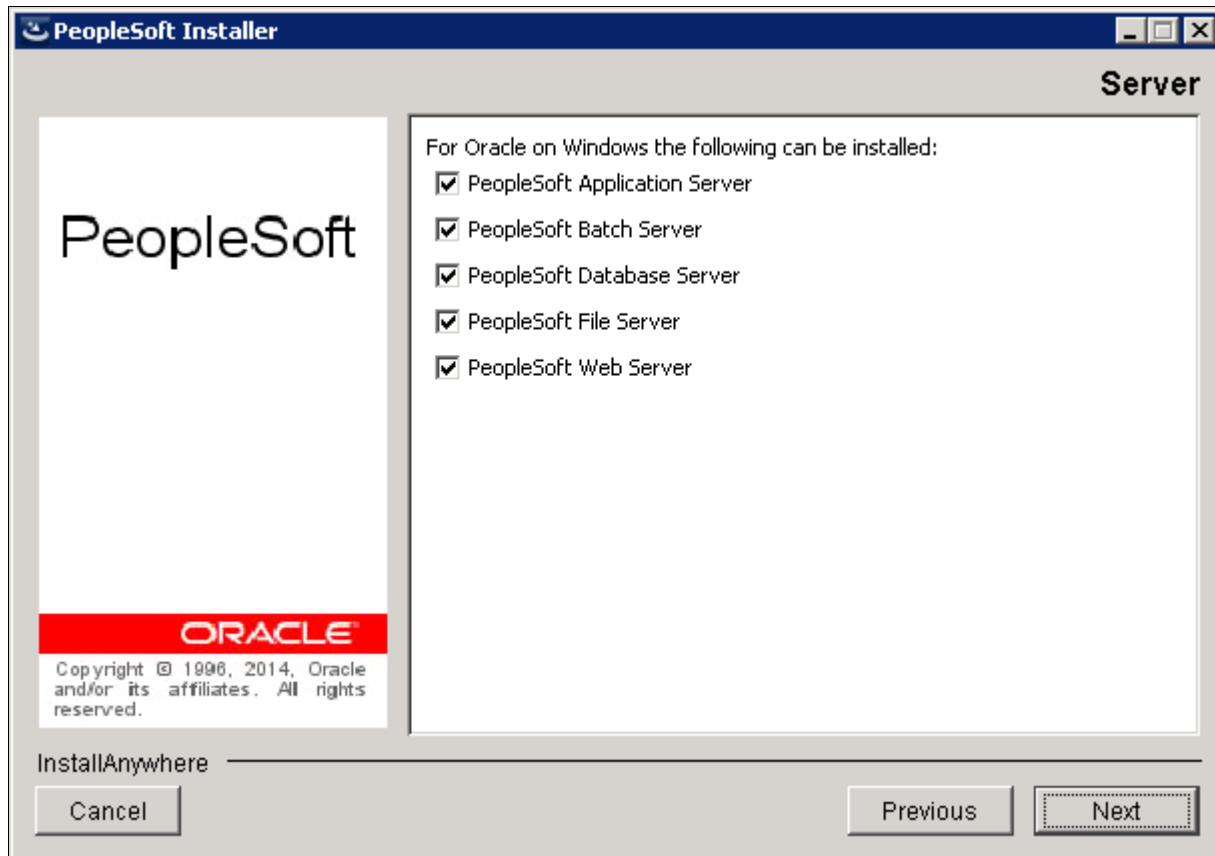 PeopleSoft Installer
Server
PeopleSoft
ORACLE
Copyright © 1996, 2014, Oracle
and/or its affiliates. All rights
reserved.
For Oracle on Windows the following can be installed:
PeopleSoft Application Server
PeopleSoft Batch Server
PeopleSoft Database Server
PeopleSoft File Server
PeopleSoft Web Server
InstallAnywhere
Cancel
Previous
Next